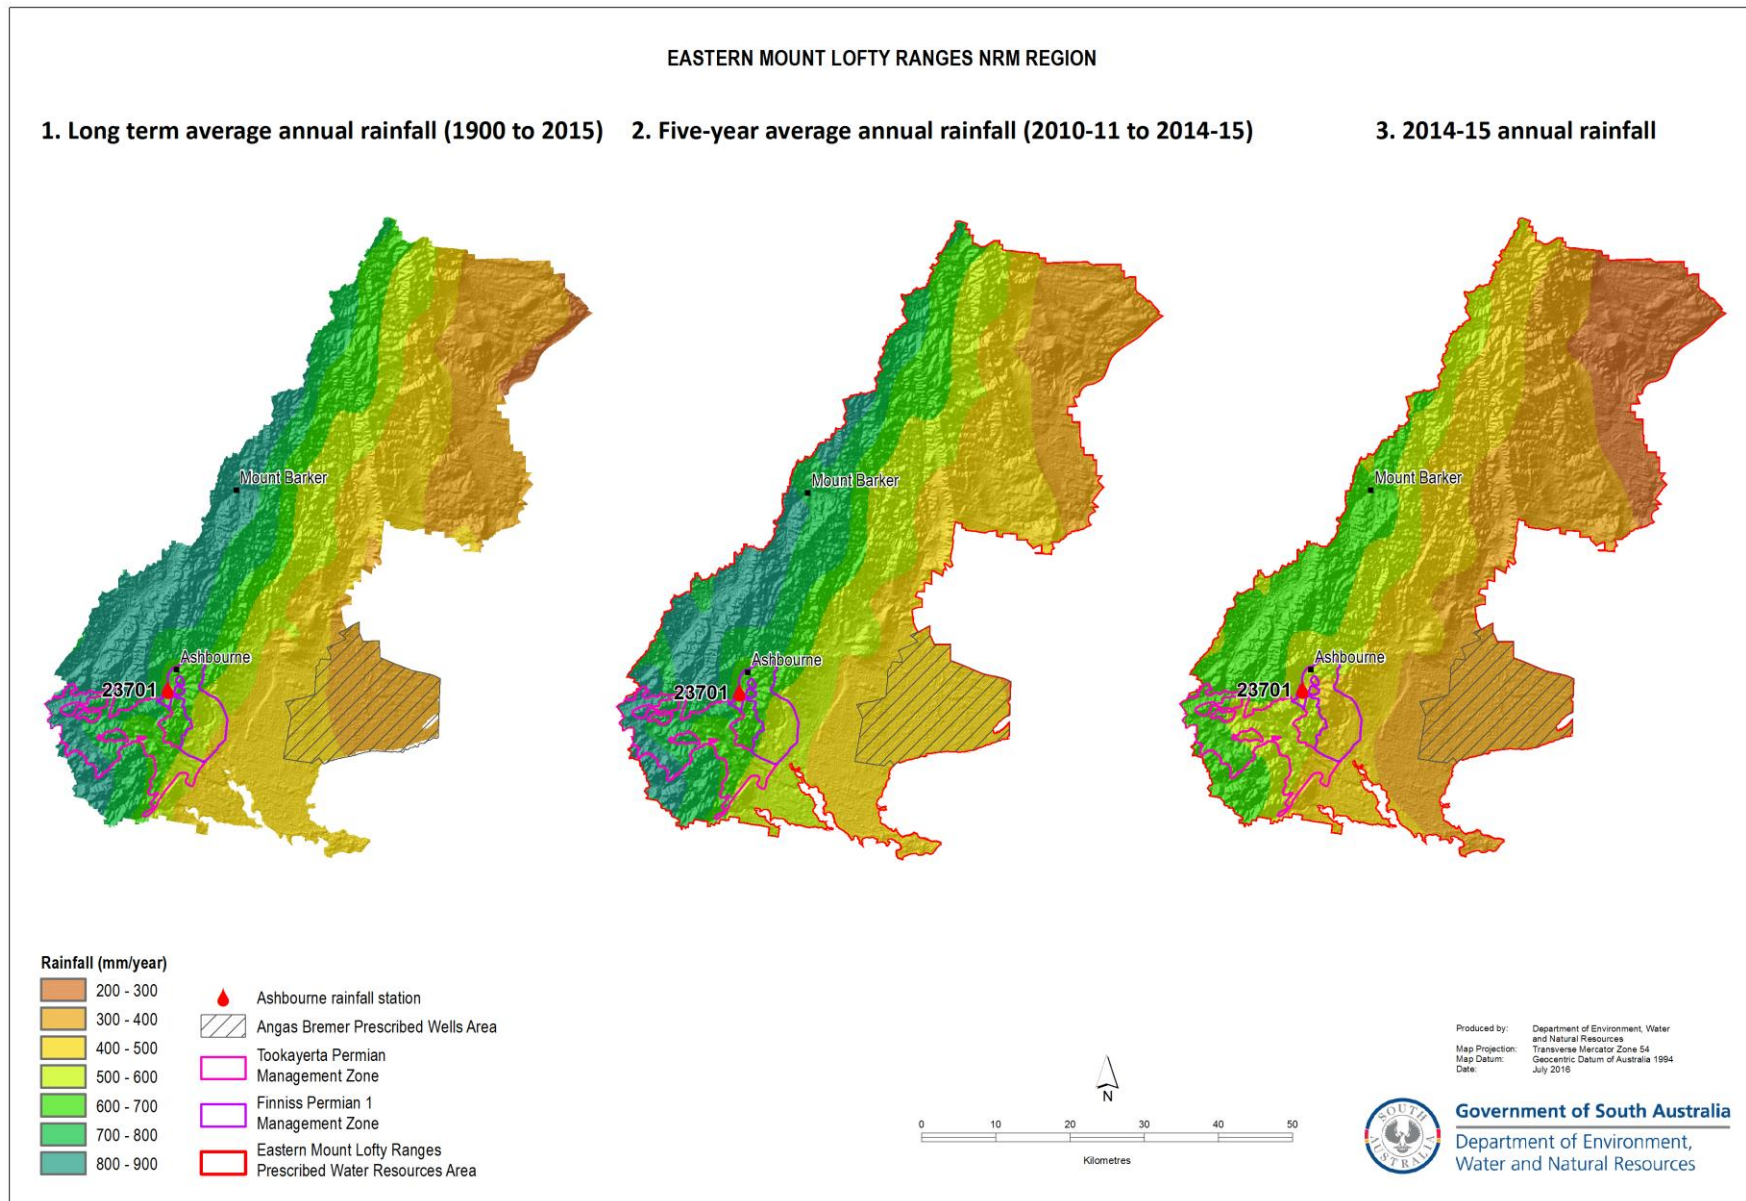 EASTERN MOUNT LOFTY RANGES NRM REGION
1. Long term average annual rainfall (1900 to 2015)
2. Five-year average annual rainfall (2010-11 to 2014-15)
3. 2014-15 annual rainfall
Mount Barker
Ashbourne
23701
Mount Barker
Ashbourne
23701
Mount Barker
Ashbourne
23701
Rainfall (mm/year)
200 - 300
300 - 400
400 - 500
500 - 600
600 - 700
700 - 800
800 - 900
Ashbourne rainfall station
Angas Bremer Prescribed Wells Area
Tookayerta Permian
Management Zone
Finniss Permian 1
Management Zone
Eastern Mount Lofty Ranges
Prescribed Water Resources Area
N
0 10 20 30 40 50
Kilometres
Produced by: Department of Environment, Water
and Natural Resources
Map Projection: Transverse Mercator Zone 54
Map Datum: Geocentric Datum of Australia 1994
Date: July 2016
SOUTH
AUSTRALIA
Government of South Australia
Department of Environment,
Water and Natural Resources